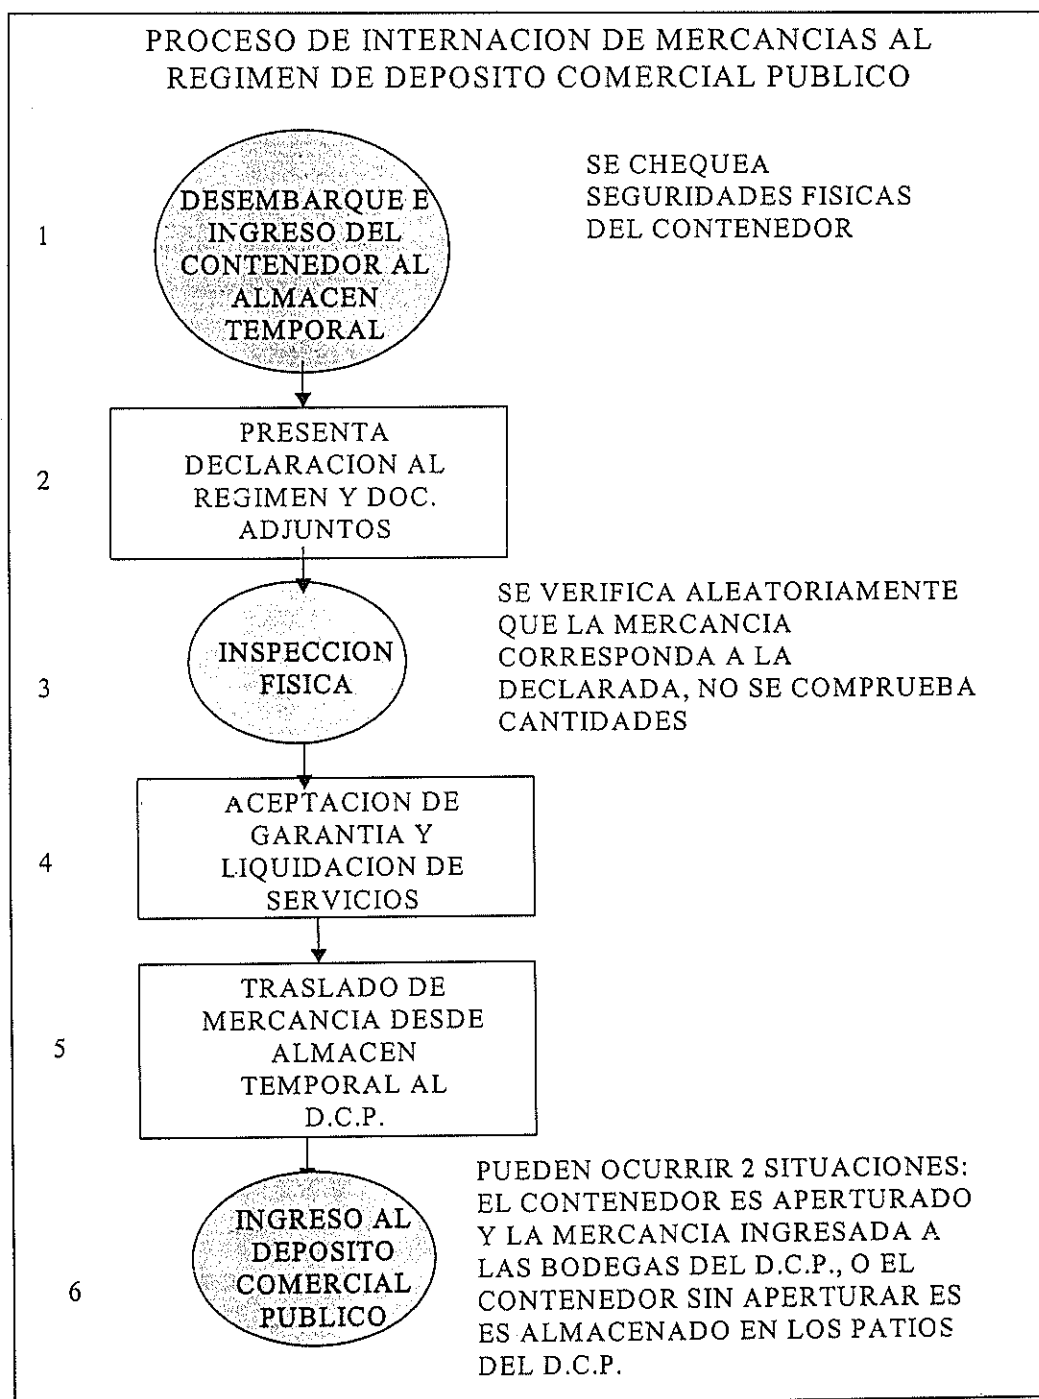 PROCESO DE INTERNACION DE MERCANCIAS AL
REGIMEN DE DEPOSITO COMERCIAL PUBLICO
1
DESEMBARQUE E
INGRESO DEL
CONTENEDOR AL
ALMACEN
TEMPORAL
SE CHEQUEA
SEGURIDADES FISICAS
DEL CONTENEDOR
2
PRESENTA
DECLARACION AL
REGIMEN Y DOC.
ADJUNTOS
3
INSPECCION
FISICA
SE VERIFICA ALEATORIAMENTE
QUE LA MERCANCIA
CORRESPONDA A LA
DECLARADA, NO SE COMPRUEBA
CANTIDADES
4
ACEPTACION DE
GARANTIA Y
LIQUIDACION DE
SERVICIOS
5
TRASLADO DE
MERCANCIA DESDE
ALMACEN
TEMPORAL AL
D.C.P.
6
INGRESO AL
DEPOSITO
COMERCIAL
PUBLICO
PUEDEN OCURRIR 2 SITUACIONES:
EL CONTENEDOR ES APERTURADO
Y LA MERCANCIA INGRESADA A
LAS BODEGAS DEL D.C.P., O EL
CONTENEDOR SIN APERTURAR ES
ES ALMACENADO EN LOS PATIOS
DEL D.C.P.